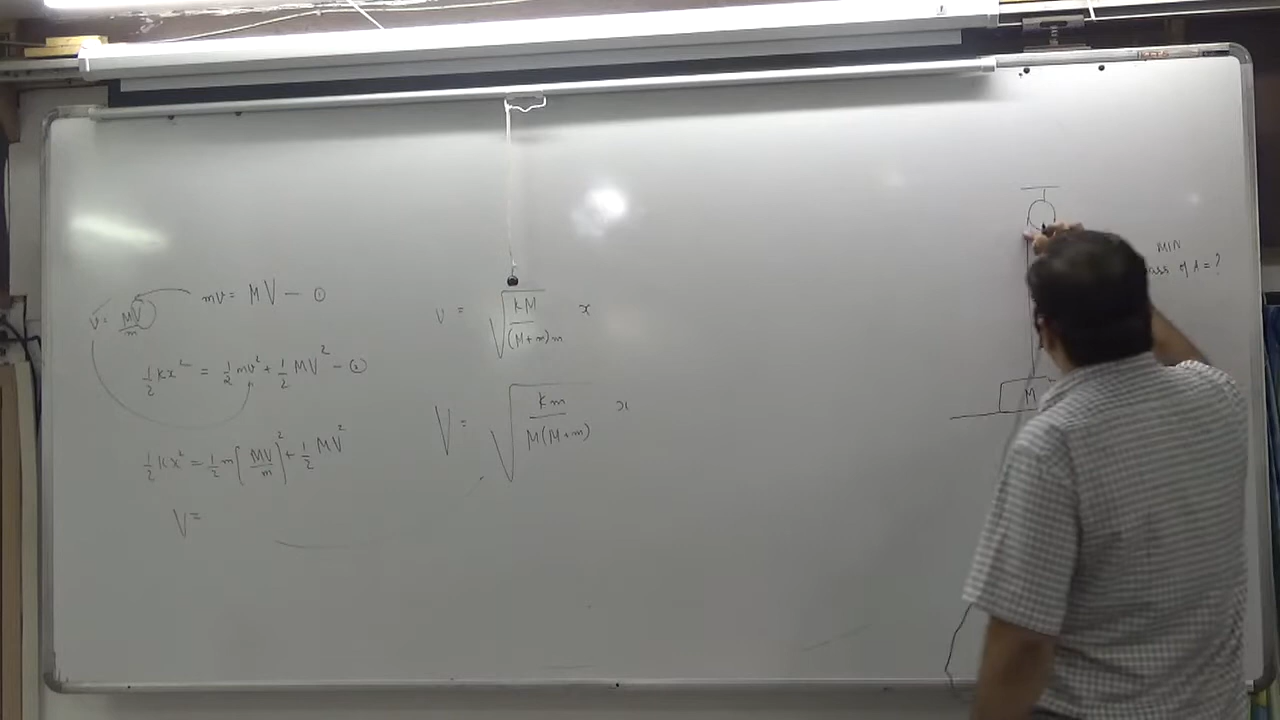 mv = MV — ①
v = MV/m
½kx² = ½mv² + ½MV² — ②
½kx² = ½m[MV/m]² + ½MV²
V =
v = √(kM/(M+m)m) x
V = √(km/M(M+m)) x
MIN
of A = ?
M